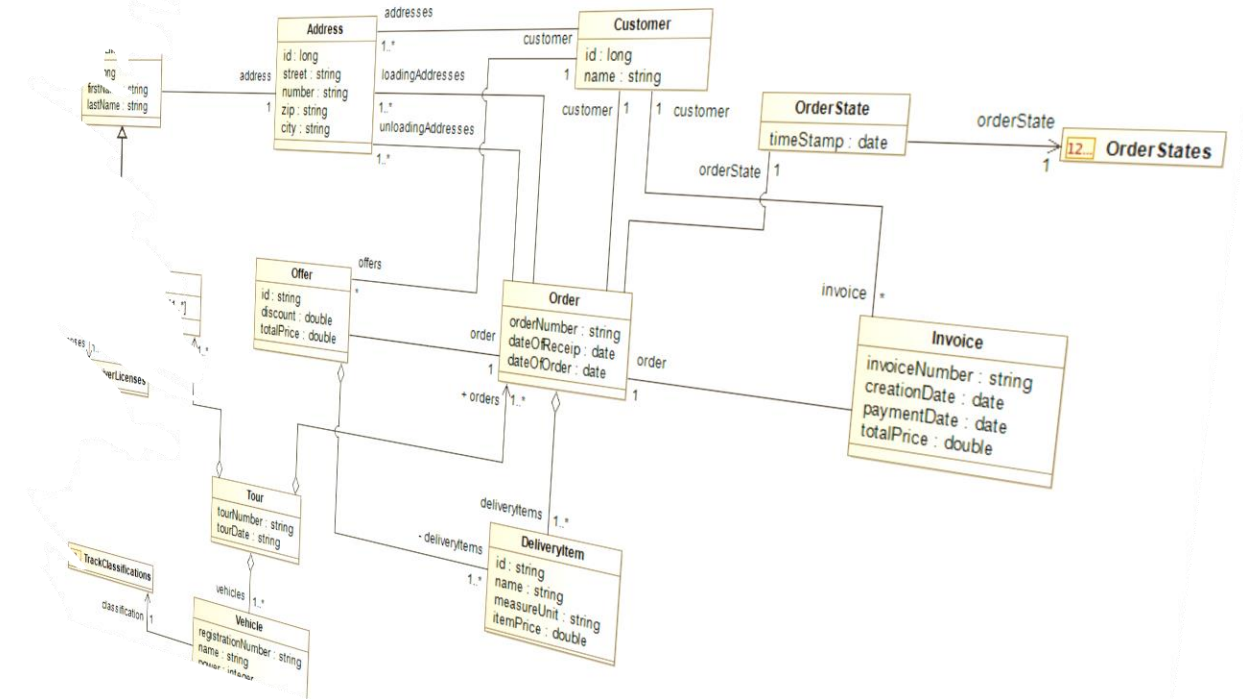 addresses
Address
id : long
street : string
number : string
zip : string
city : string
1..*
Customer
id : long
name : string
customer
1
loadingAddresses
1..*
unloadingAddresses
1..*
address
1
string
lastName : string
customer
1
1
customer
OrderState
timeStamp : date
orderState
1
orderState
1
12...
OrderStates
Offer
id : string
discount : double
totalPrice : double
offers
*
Order
orderNumber : string
dateOfReceip : date
dateOfOrder : date
order
1
order
1
+ orders
1..*
invoice
*
Invoice
invoiceNumber : string
creationDate : date
paymentDate : date
totalPrice : double
1..*
Tour
tourNumber : string
tourDate : string
deliveryItems
1..*
- deliveryItems
1..*
DeliveryItem
id : string
name : string
measureUnit : string
itemPrice : double
TrackClassifications
classification
1
vehicles
1..*
Vehicle
registrationNumber : string
name : string